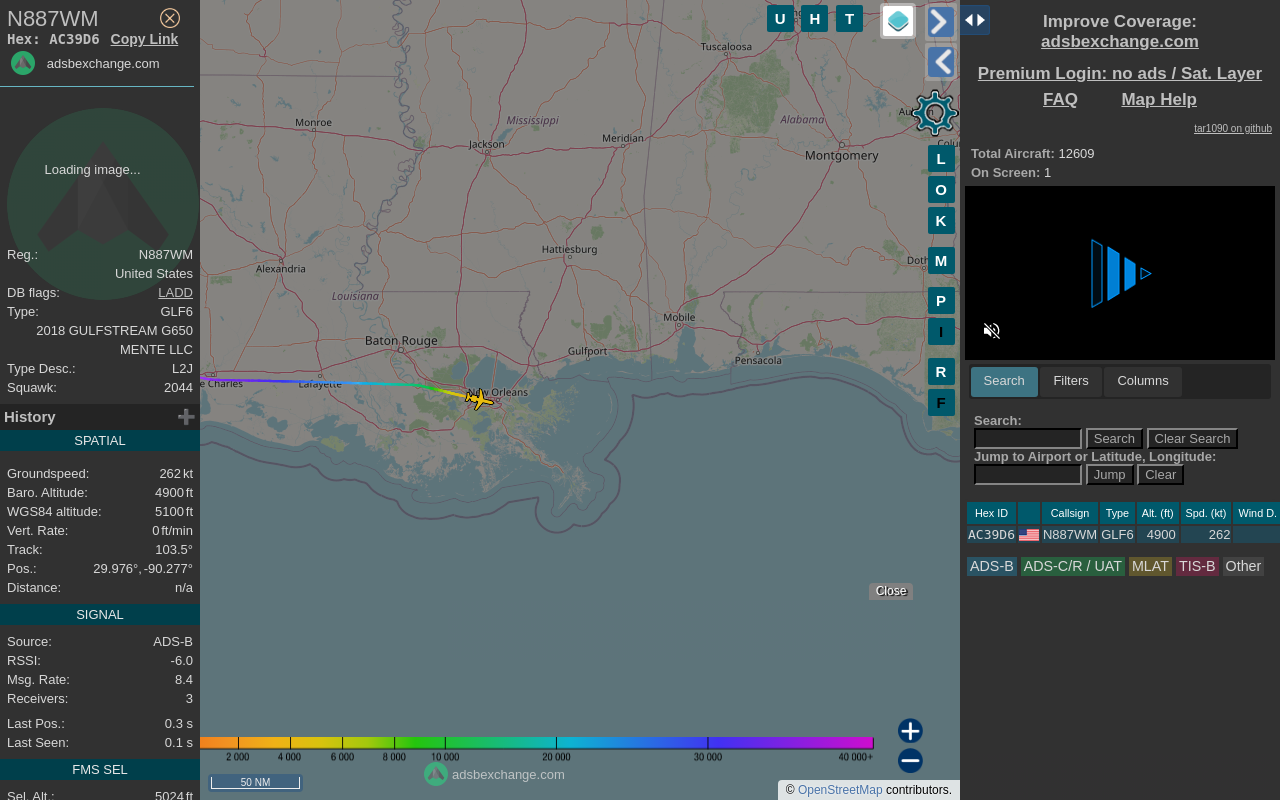 N887WM
Hex: AC39D6 Copy Link
adsbexchange.com
Loading image...
Reg.: N887WM
United States
DB flags: LADD
Type: GLF6
2018 GULFSTREAM G650
MENTE LLC
Type Desc.: L2J
Squawk: 2044
History
SPATIAL
Groundspeed: 262 kt
Baro. Altitude: 4900 ft
WGS84 altitude: 5100 ft
Vert. Rate: 0 ft/min
Track: 103.5°
Pos.: 29.976°, -90.277°
Distance: n/a
SIGNAL
Source: ADS-B
RSSI: -6.0
Msg. Rate: 8.4
Receivers: 3
Last Pos.: 0.3 s
Last Seen: 0.1 s
FMS SEL
Sel. Alt.: 5024 ft
U H T
Tuscaloosa
Monroe
Mississippi
Alabama
Jackson
Meridian
Montgomery
L
O
K
M
P
I
R
F
Hattiesburg
Alexandria
Louisiana
Mobile
Baton Rouge
Gulfport
Pensacola
e Charles
Lafayette
New Orleans
Close
2 000 4 000 6 000 8 000 10 000 20 000 30 000 40 000+
adsbexchange.com
50 NM
© OpenStreetMap contributors.
Improve Coverage:
adsbexchange.com
Premium Login: no ads / Sat. Layer
FAQ Map Help
tar1090 on github
Total Aircraft: 12609
On Screen: 1
Search Filters Columns
Search:
Search Clear Search
Jump to Airport or Latitude, Longitude:
Jump Clear
Hex ID Callsign Type Alt. (ft) Spd. (kt) Wind D.
AC39D6 N887WM GLF6 4900 262
ADS-B ADS-C/R / UAT MLAT TIS-B Other